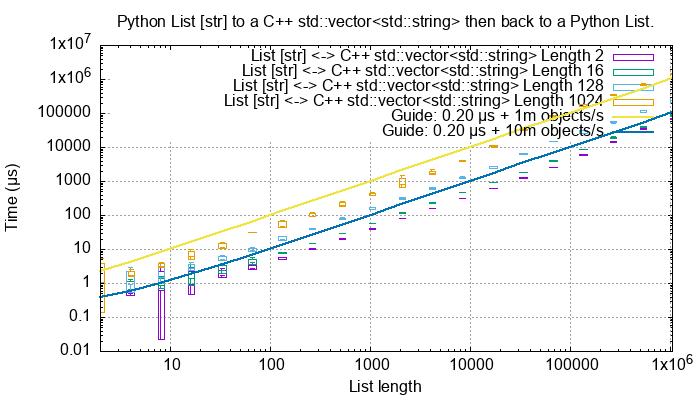 Python List [str] to a C++ std::vector<std::string> then back to a Python List.
1x10^7
1x10^6
100000
10000
1000
100
10
1
0.1
0.01
Time (µs)
List [str] <-> C++ std::vector<std::string> Length 2
List [str] <-> C++ std::vector<std::string> Length 16
List [str] <-> C++ std::vector<std::string> Length 128
List [str] <-> C++ std::vector<std::string> Length 1024
Guide: 0.20 µs + 1m objects/s
Guide: 0.20 µs + 10m objects/s
10 100 1000 10000 100000 1x10^6
List length